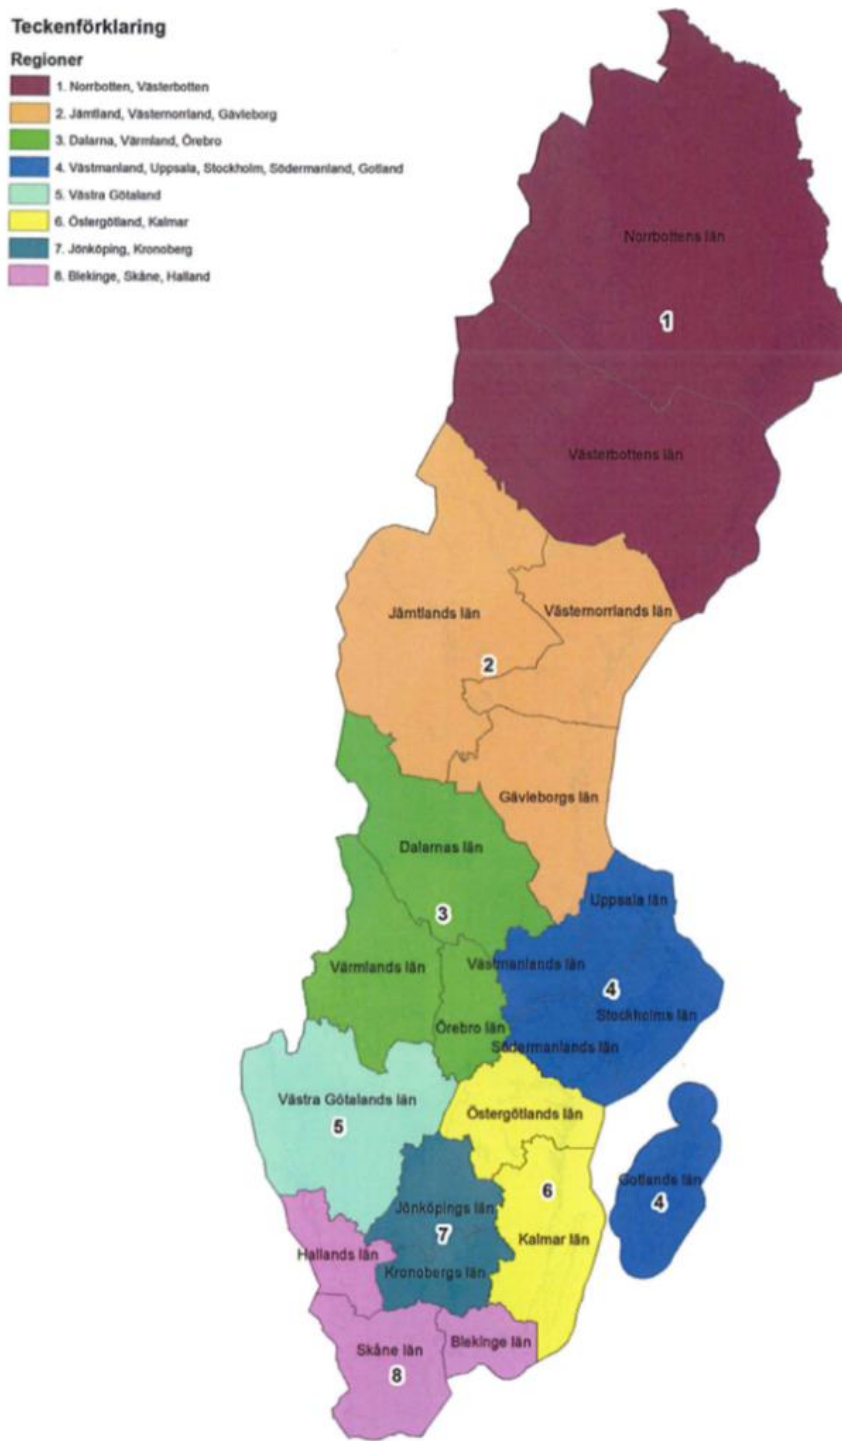 Teckenförklaring
Regioner
1. Norrbotten, Västerbotten
2. Jämtland, Västernorrland, Gävleborg
3. Dalarna, Värmland, Örebro
4. Västmanland, Uppsala, Stockholm, Södermanland, Gotland
5. Västra Götaland
6. Östergötland, Kalmar
7. Jönköping, Kronoberg
8. Blekinge, Skåne, Halland
Norrbottens län
1
Västerbottens län
Jämtlands län
Västernorrlands län
2
Gävleborgs län
Dalarnas län
Uppsala län
3
Värmlands län
Västmanlands län
4
Stockholms län
Örebro län
Södermanlands län
Västra Götalands län
5
Östergötlands län
Gotlands län
4
6
Jönköpings län
7
Kalmar län
Hallands län
Kronobergs län
Skåne län
8
Blekinge län